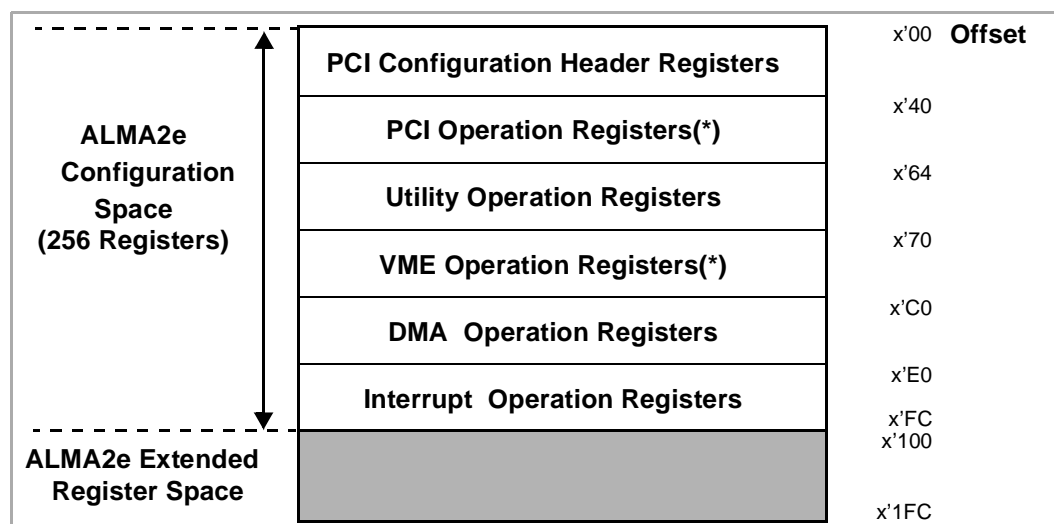 x’00 Offset
PCI Configuration Header Registers
x’40
PCI Operation Registers(*)
ALMA2e
Configuration
Space
(256 Registers)
x’64
Utility Operation Registers
x’70
VME Operation Registers(*)
x’C0
DMA Operation Registers
x’E0
Interrupt Operation Registers
x’FC
x’100
ALMA2e Extended
Register Space
x’1FC